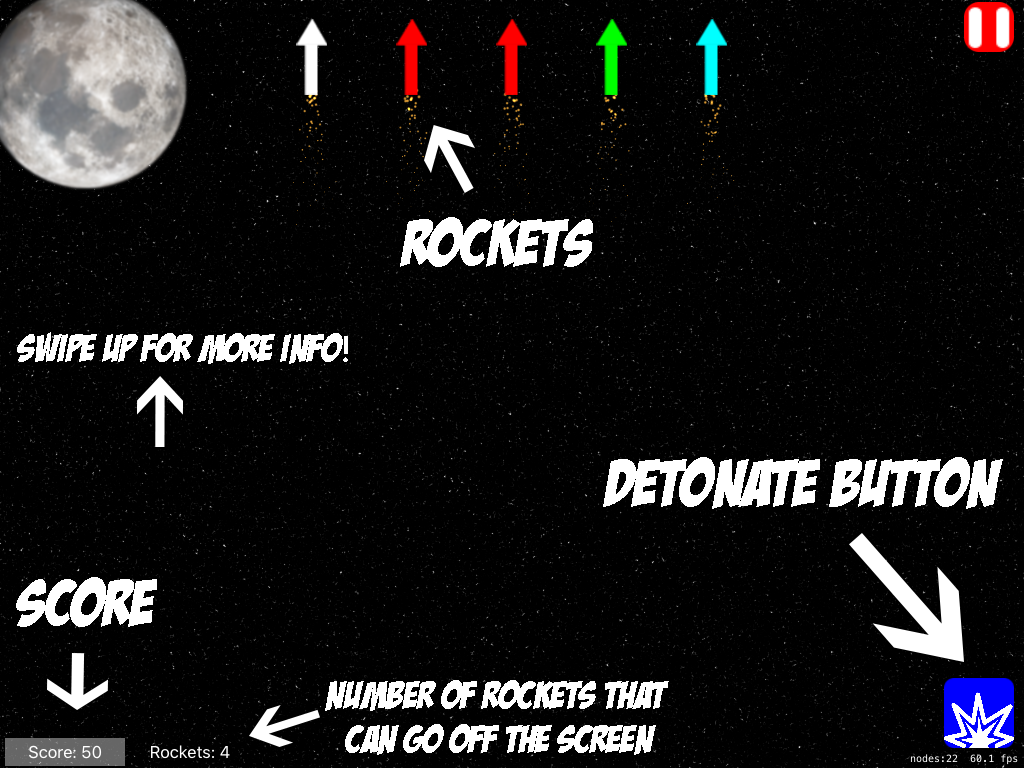 ROCKETS
SWIPE UP FOR MORE INFO!
DETONATE BUTTON
SCORE
NUMBER OF ROCKETS THAT
CAN GO OFF THE SCREEN
Score: 50
Rockets: 4
nodes:22 60.1 fps